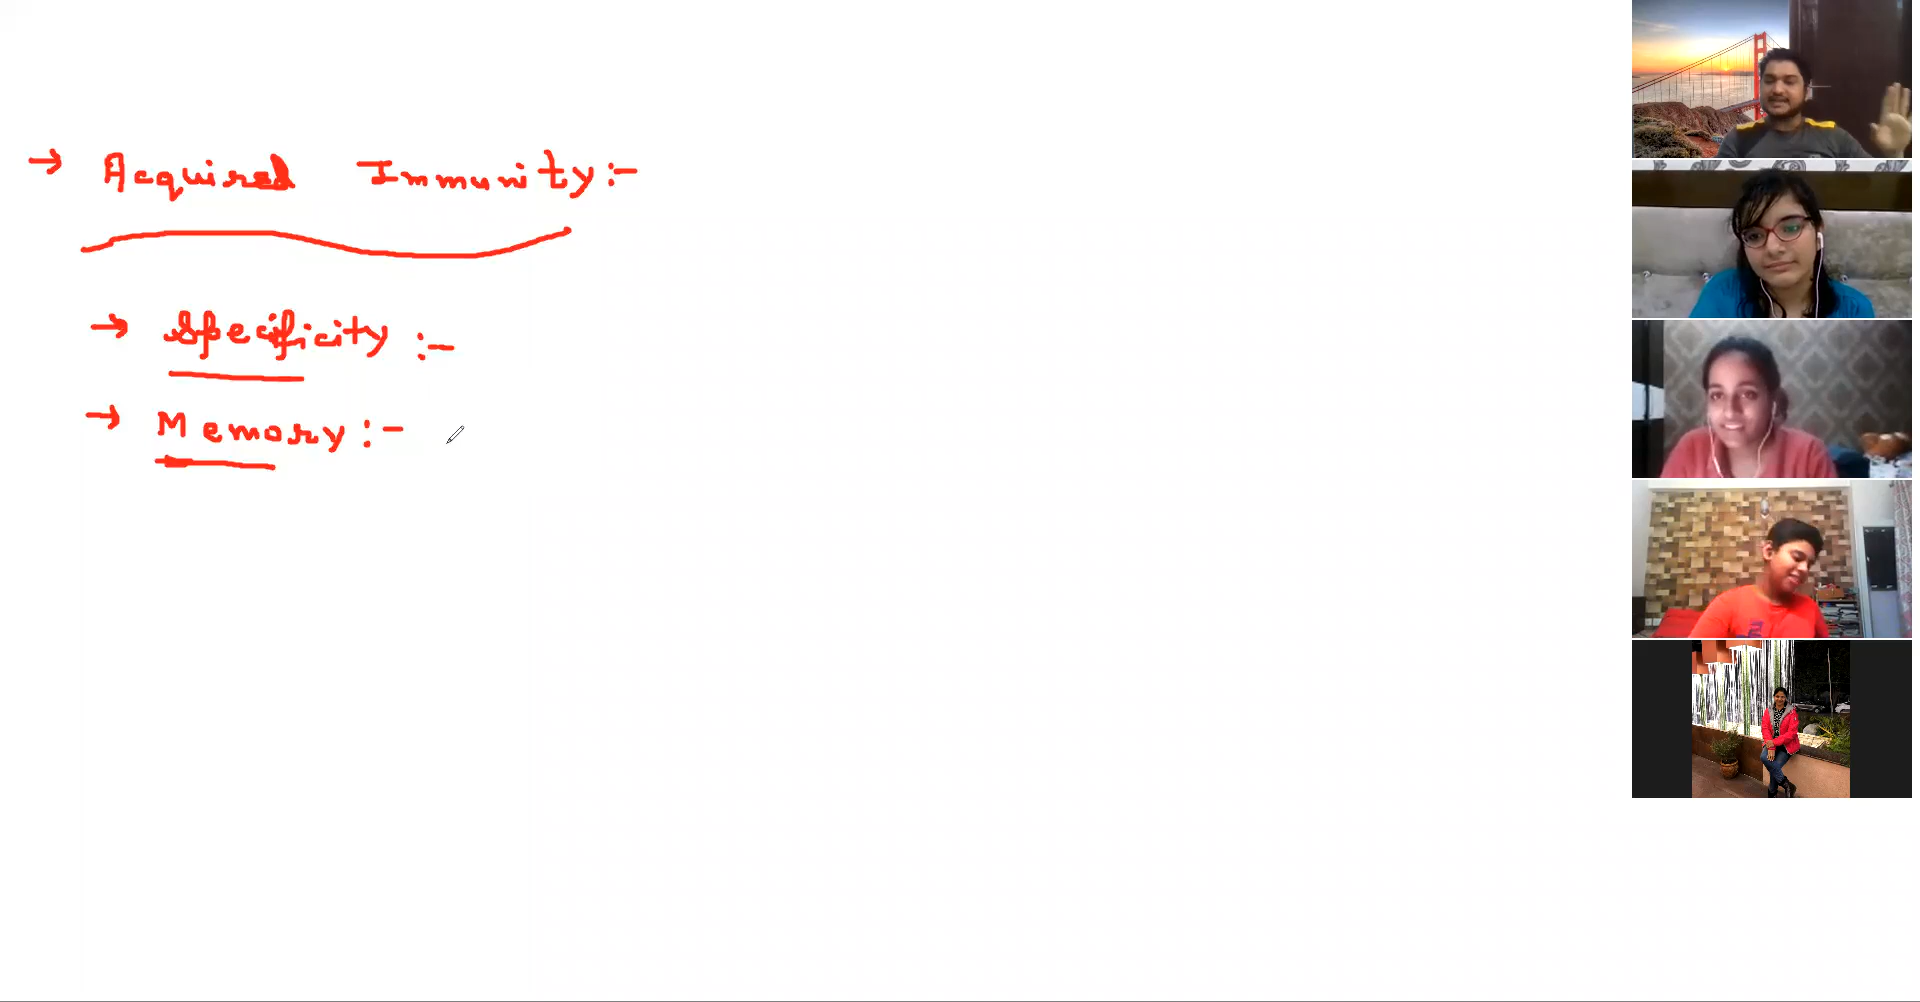 → Acquired Immunity :-
→ Specificity :-
→ Memory :-